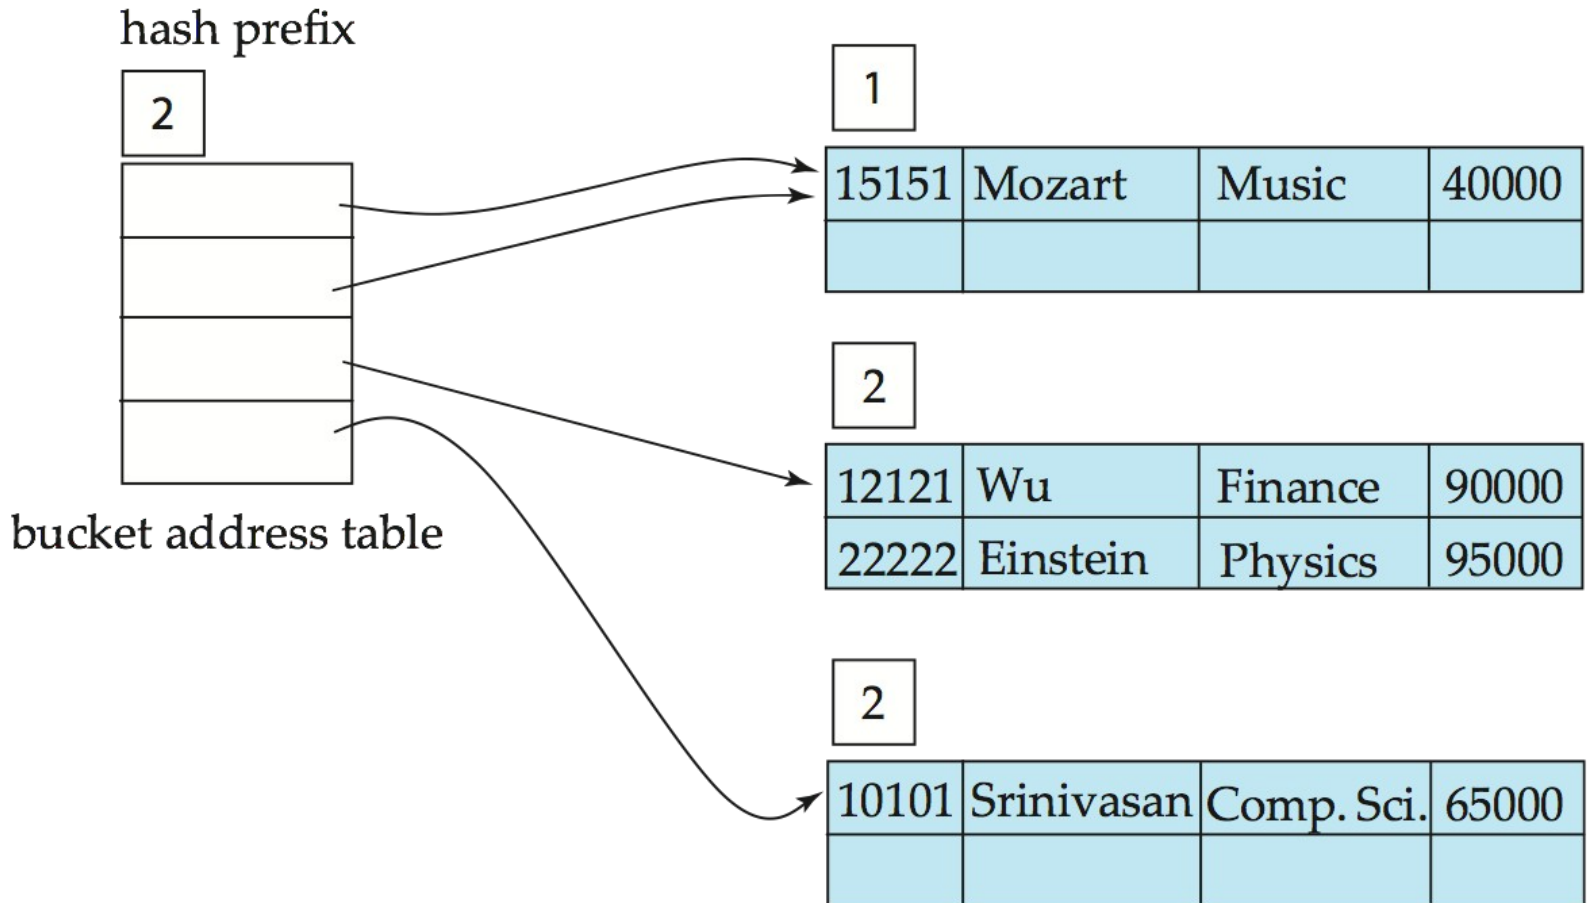 hash prefix
2
bucket address table
1
15151 Mozart Music 40000
2
12121 Wu Finance 90000
22222 Einstein Physics 95000
2
10101 Srinivasan Comp. Sci. 65000